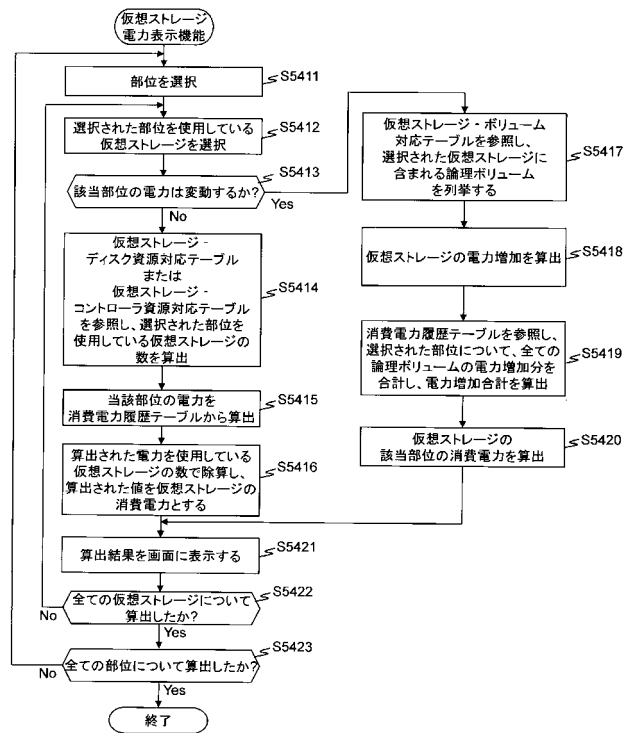 仮想ストレージ
電力表示機能
部位を選択
S5411
選択された部位を使用している
仮想ストレージを選択
S5412
該当部位の電力は変動するか?
S5413
Yes
No
仮想ストレージ -
ディスク資源対応テーブル
または
仮想ストレージ -
コントローラ資源対応テーブル
を参照し、選択された部位を
使用している仮想ストレージの
数を算出
S5414
当該部位の電力を
消費電力履歴テーブルから算出
S5415
算出された電力を使用している
仮想ストレージの数で除算し、
算出された値を仮想ストレージの
消費電力とする
S5416
仮想ストレージ - ボリューム
対応テーブルを参照し、
選択された仮想ストレージに
含まれる論理ボリューム
を列挙する
S5417
仮想ストレージの電力増加を算出
S5418
消費電力履歴テーブルを参照し、
選択された部位について、全ての
論理ボリュームの電力増加分を
合計し、電力増加合計を算出
S5419
仮想ストレージの
該当部位の消費電力を算出
S5420
算出結果を画面に表示する
S5421
全ての仮想ストレージについて
算出したか?
S5422
No
Yes
全ての部位について算出したか?
S5423
No
Yes
終了